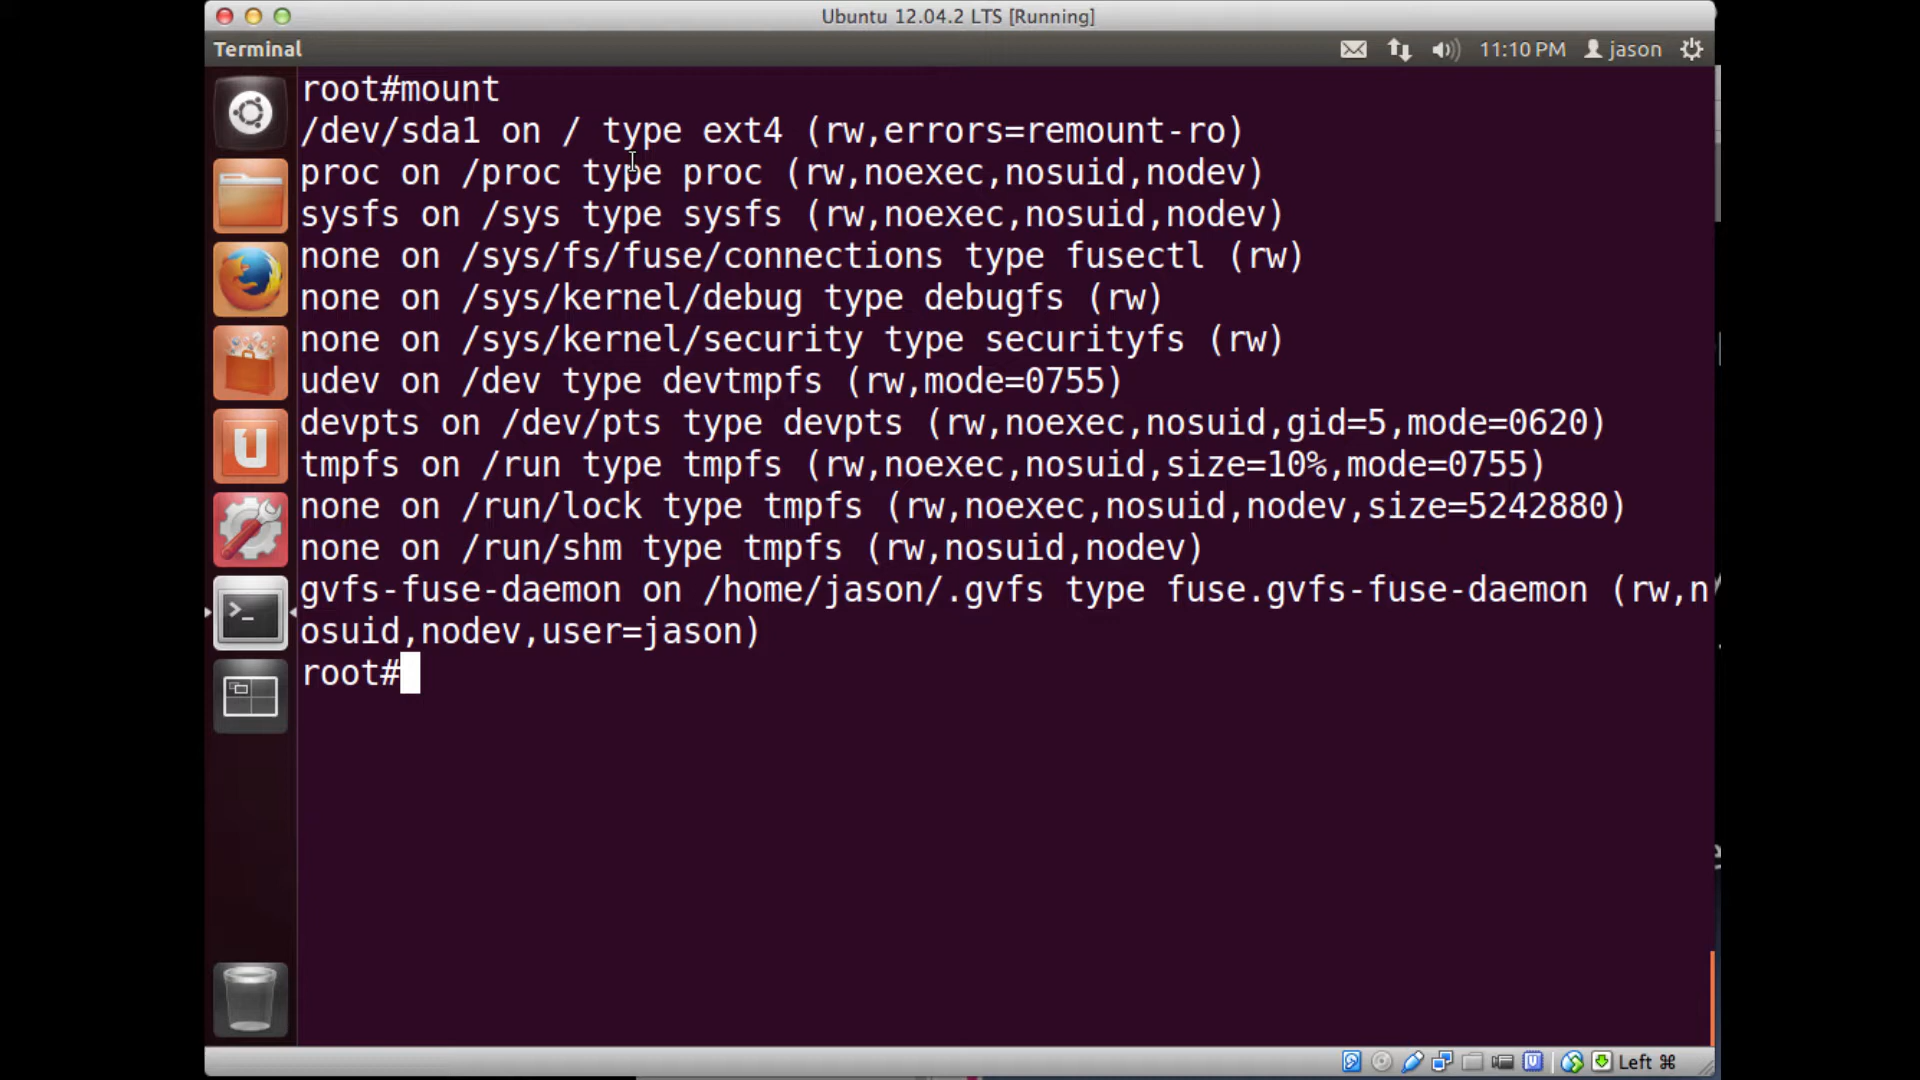 Ubuntu 12.04.2 LTS [Running]
Terminal
11:10 PM
jason
root#mount
/dev/sda1 on / type ext4 (rw,errors=remount-ro)
proc on /proc type proc (rw,noexec,nosuid,nodev)
sysfs on /sys type sysfs (rw,noexec,nosuid,nodev)
none on /sys/fs/fuse/connections type fusectl (rw)
none on /sys/kernel/debug type debugfs (rw)
none on /sys/kernel/security type securityfs (rw)
udev on /dev type devtmpfs (rw,mode=0755)
devpts on /dev/pts type devpts (rw,noexec,nosuid,gid=5,mode=0620)
tmpfs on /run type tmpfs (rw,noexec,nosuid,size=10%,mode=0755)
none on /run/lock type tmpfs (rw,noexec,nosuid,nodev,size=5242880)
none on /run/shm type tmpfs (rw,nosuid,nodev)
gvfs-fuse-daemon on /home/jason/.gvfs type fuse.gvfs-fuse-daemon (rw,n
osuid,nodev,user=jason)
root#
Left ⌘